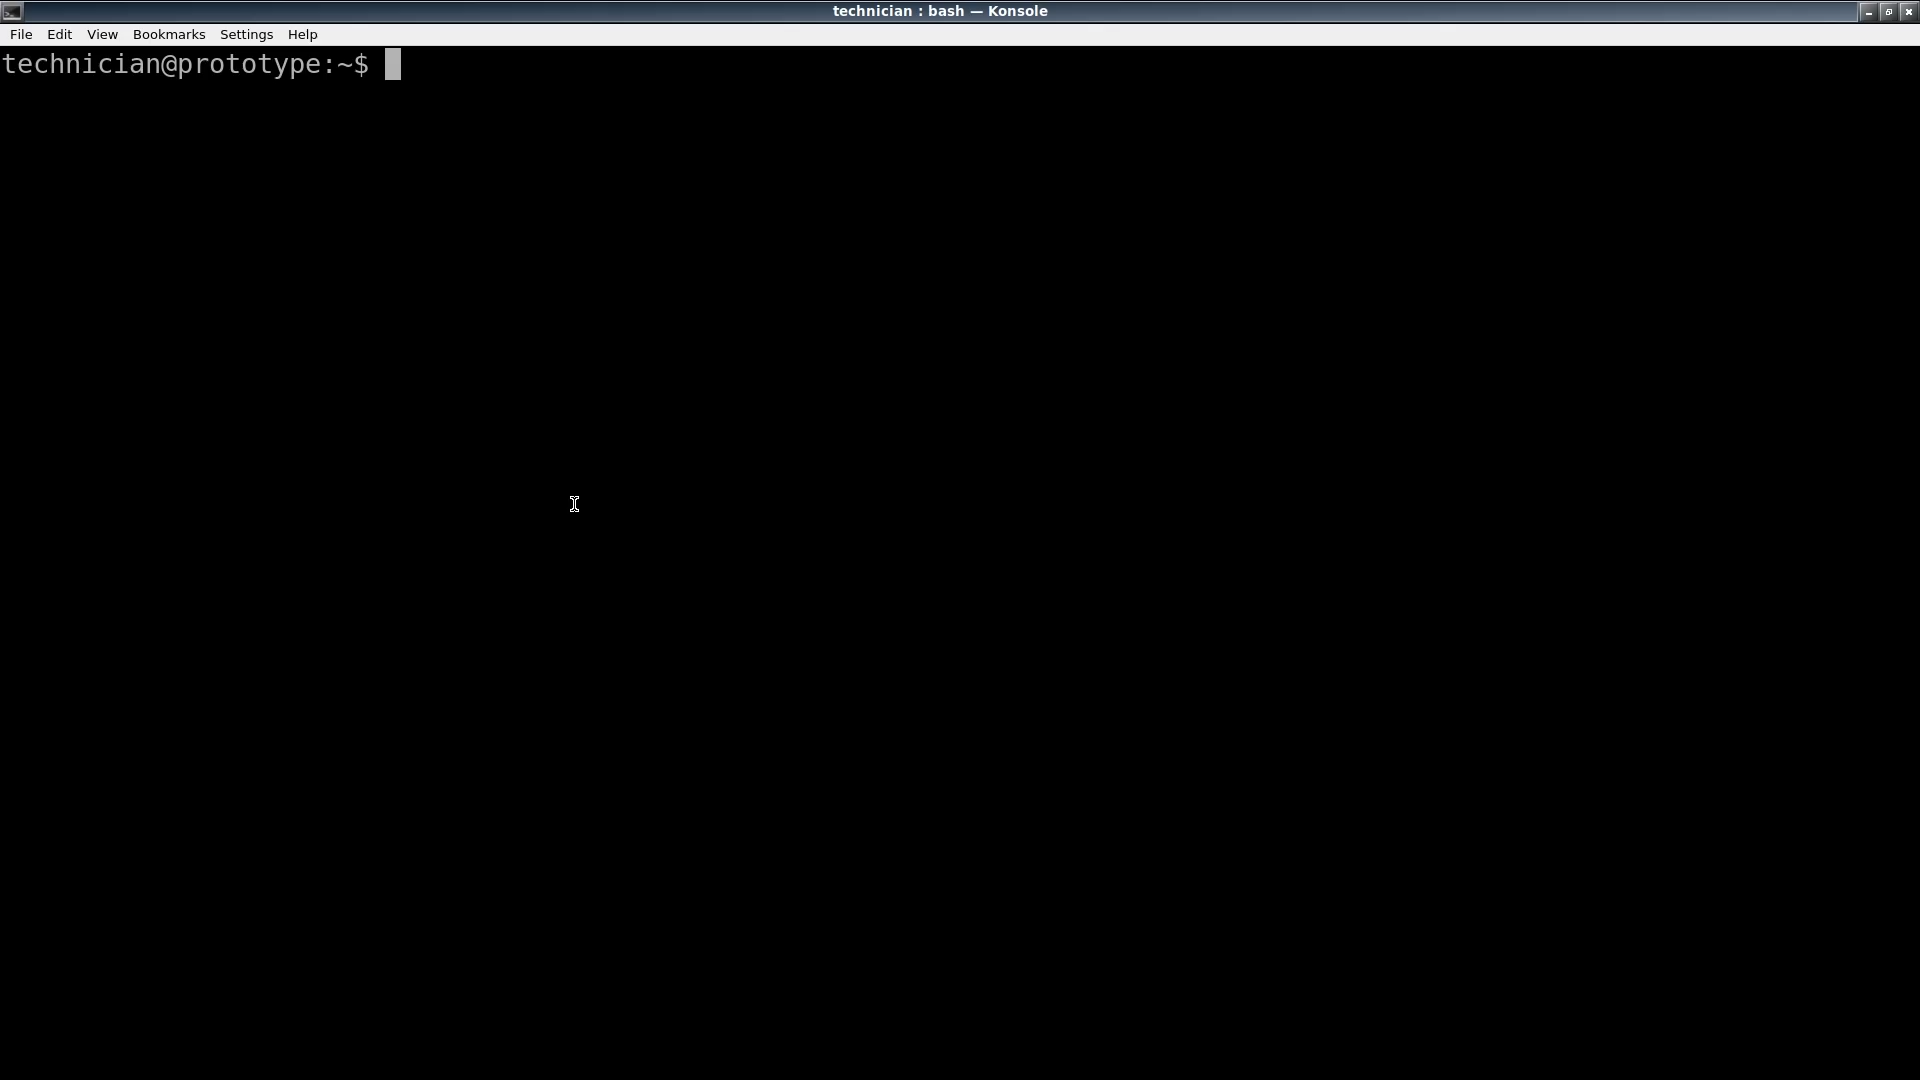 technician : bash — Konsole
File Edit View Bookmarks Settings Help
technician@prototype:~$